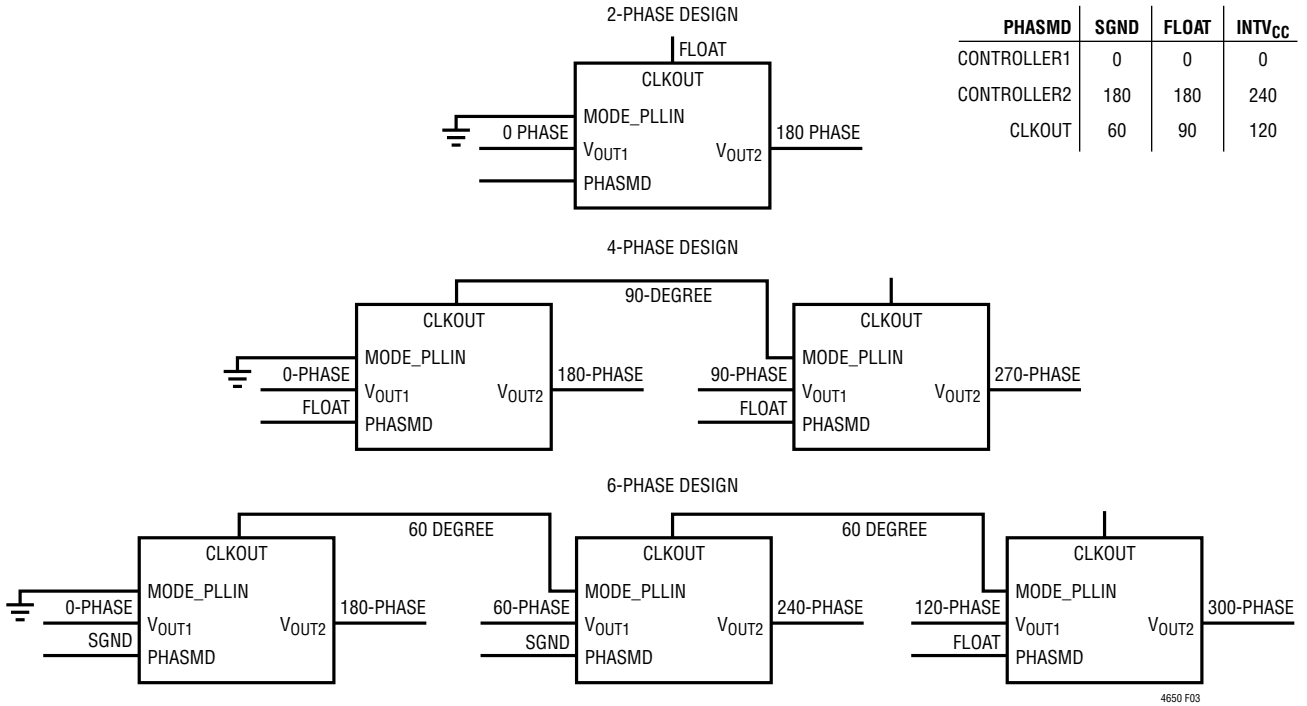 2-PHASE DESIGN
FLOAT
CLKOUT
MODE_PLLIN
0 PHASE
180 PHASE
VOUT1
VOUT2
PHASMD
PHASMD SGND FLOAT INTVCC
CONTROLLER1 0 0 0
CONTROLLER2 180 180 240
CLKOUT 60 90 120
4-PHASE DESIGN
90-DEGREE
CLKOUT
CLKOUT
MODE_PLLIN
MODE_PLLIN
0-PHASE
180-PHASE
90-PHASE
270-PHASE
VOUT1
VOUT2
VOUT1
VOUT2
FLOAT
PHASMD
FLOAT
PHASMD
6-PHASE DESIGN
60 DEGREE
60 DEGREE
CLKOUT
CLKOUT
CLKOUT
MODE_PLLIN
MODE_PLLIN
MODE_PLLIN
0-PHASE
180-PHASE
60-PHASE
240-PHASE
120-PHASE
300-PHASE
VOUT1
VOUT2
VOUT1
VOUT2
VOUT1
VOUT2
SGND
PHASMD
SGND
PHASMD
FLOAT
PHASMD
4650 F03